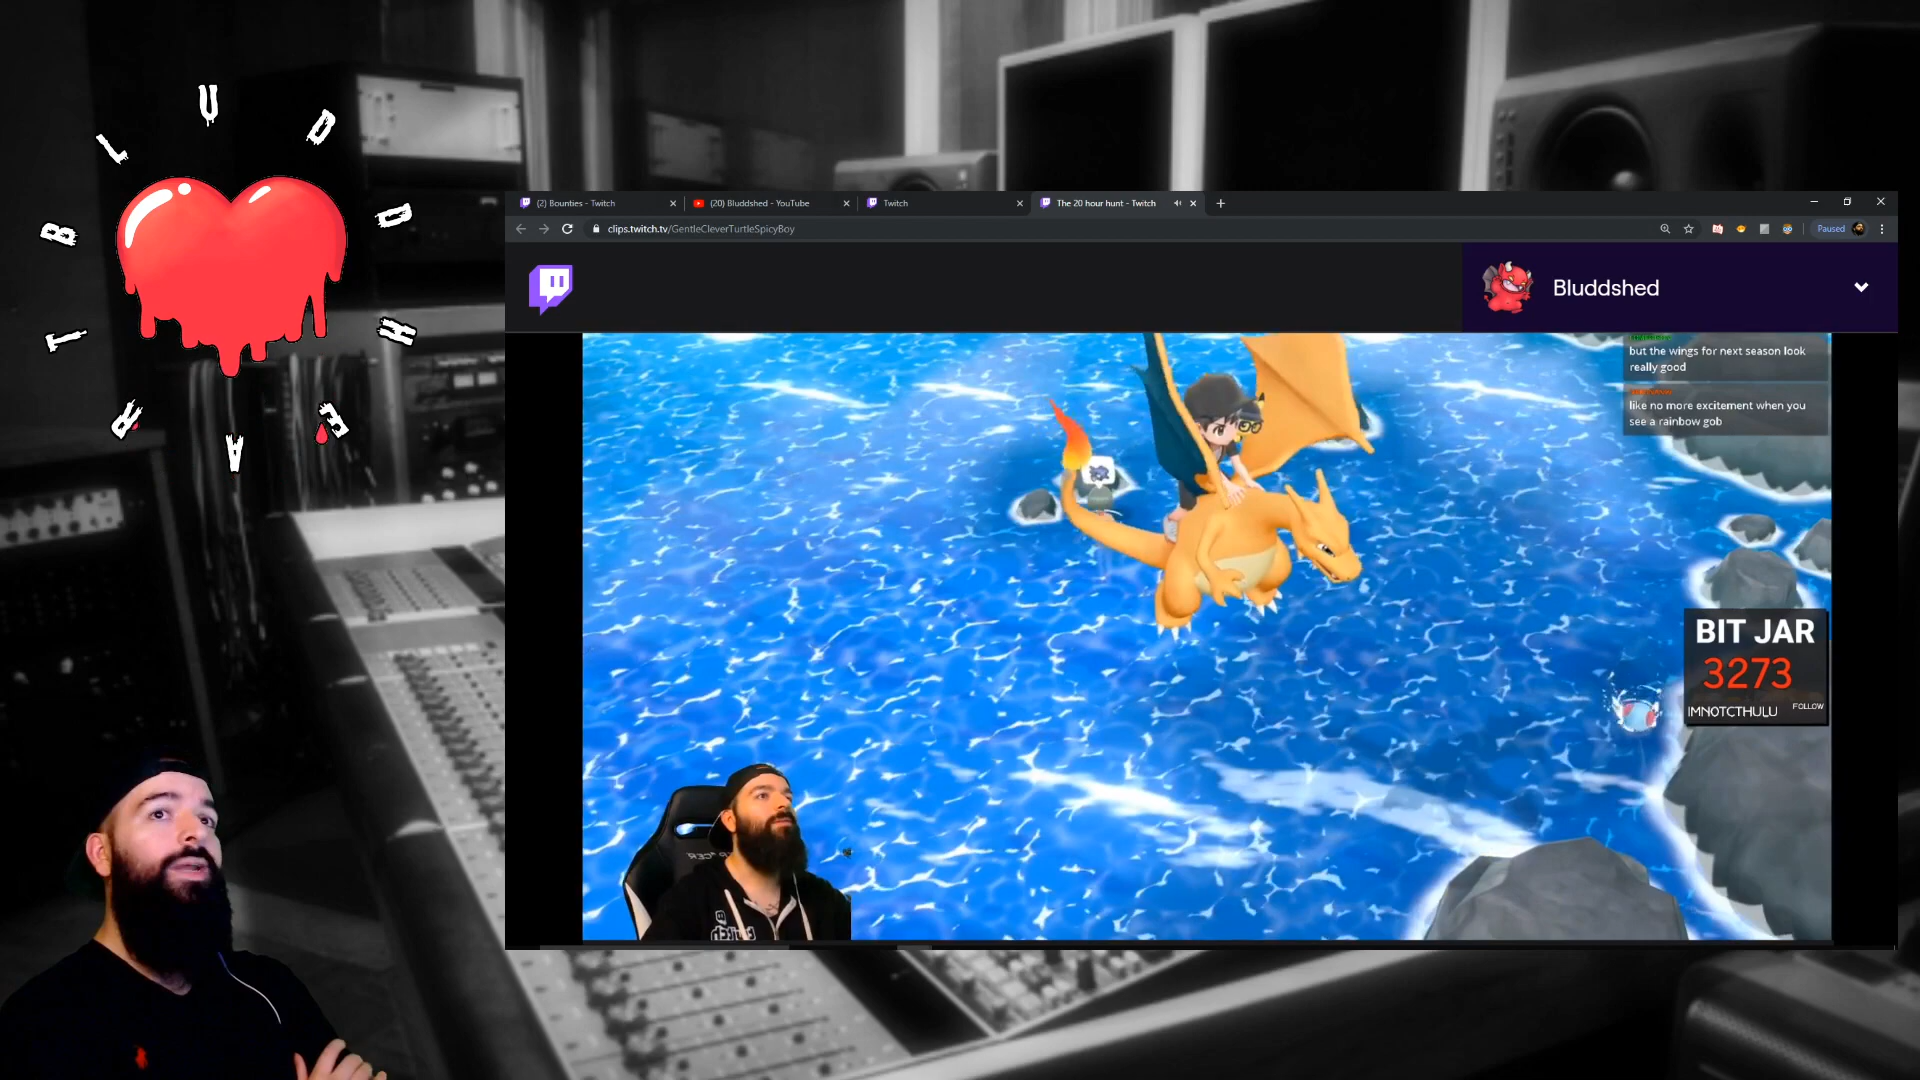 BLUDDHEART
(2) Bounties - Twitch
(20) Bluddshed - YouTube
Twitch
The 20 hour hunt - Twitch
clips.twitch.tv/GentleCleverTurtleSpicyBoy
Paused
Bluddshed
but the wings for next season look
really good
like no more excitement when you
see a rainbow gob
BIT JAR
3273
IMN0TCTHULU
FOLLOW